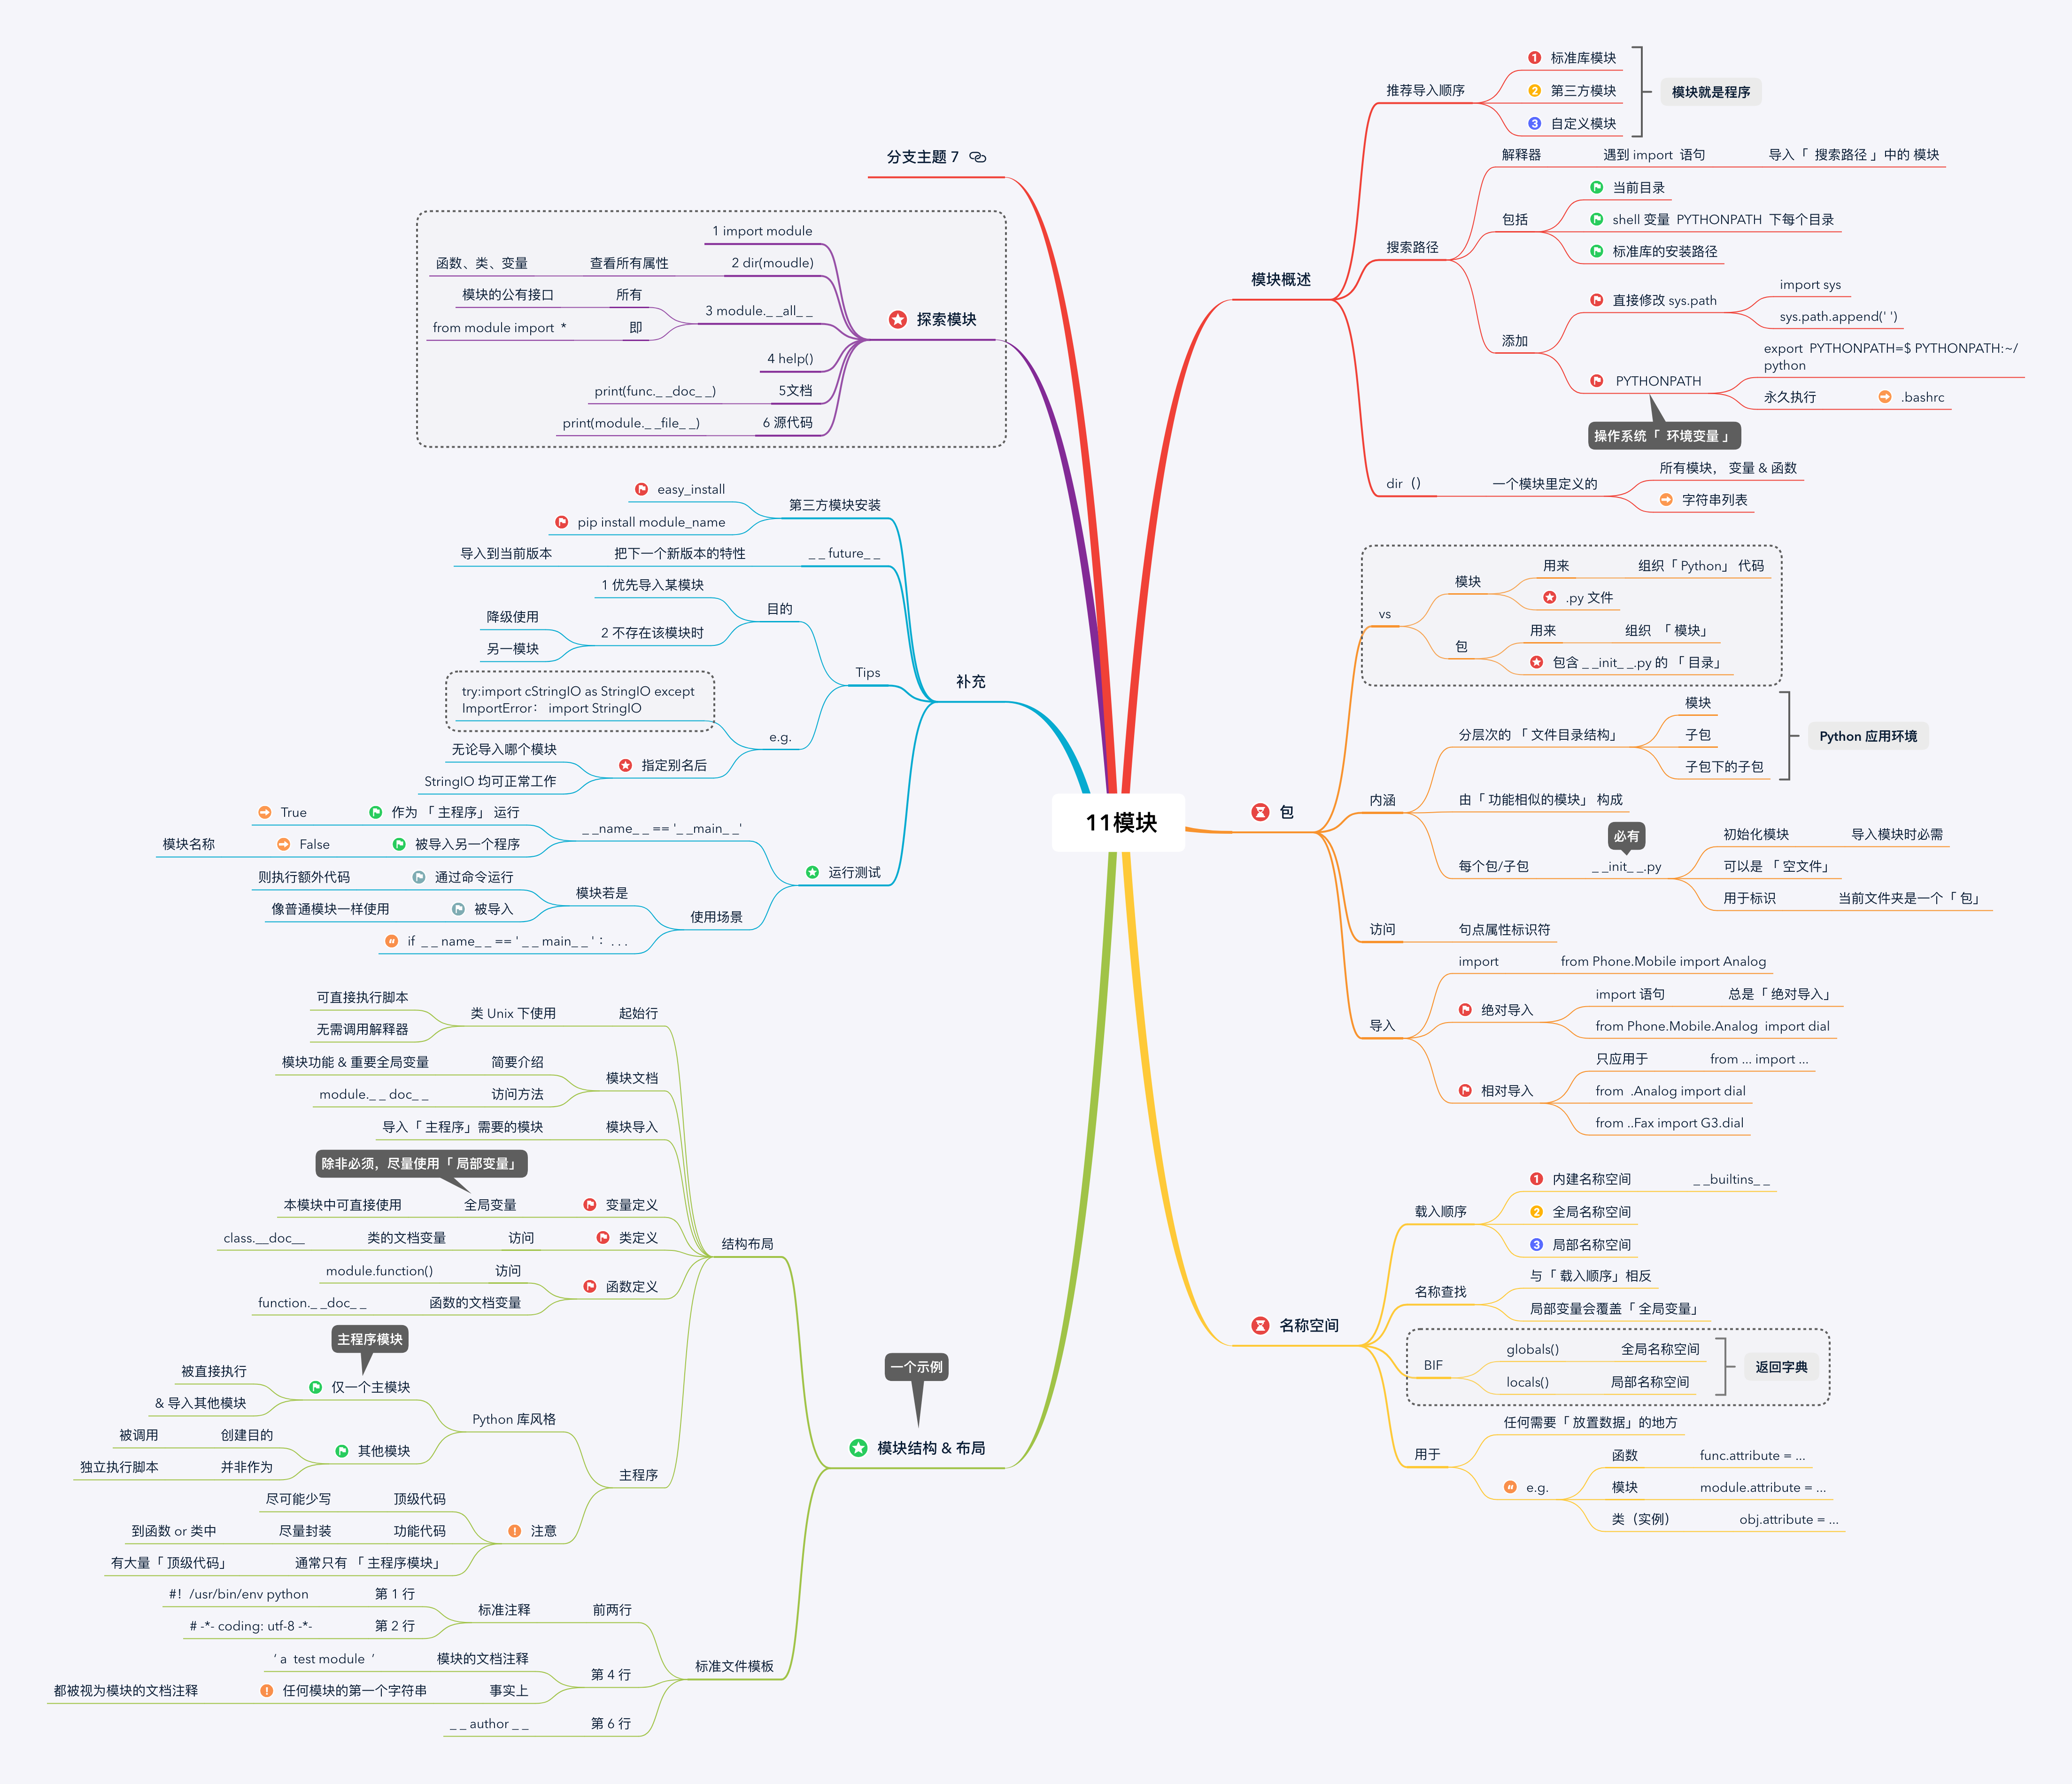 11模块
模块概述
推荐导入顺序
1 标准库模块
2 第三方模块
3 自定义模块
模块就是程序
搜索路径
解释器
遇到 import 语句
导入「 搜索路径 」中的 模块
包括
当前目录
shell 变量 PYTHONPATH 下每个目录
标准库的安装路径
添加
直接修改 sys.path
import sys
sys.path.append(' ')
PYTHONPATH
export PYTHONPATH=$ PYTHONPATH:~/
python
永久执行
.bashrc
操作系统「 环境变量 」
dir（）
一个模块里定义的
所有模块， 变量 & 函数
字符串列表
包
vs
模块
用来
组织「 Python」 代码
.py 文件
包
用来
组织 「 模块」
包含 _ _init_ _.py 的 「 目录」
内涵
分层次的 「 文件目录结构」
模块
子包
子包下的子包
Python 应用环境
由「 功能相似的模块」 构成
每个包/子包
必有
_ _init_ _.py
初始化模块
导入模块时必需
可以是 「 空文件」
用于标识
当前文件夹是一个「 包」
访问
句点属性标识符
导入
import
from Phone.Mobile import Analog
绝对导入
import 语句
总是「 绝对导入」
from Phone.Mobile.Analog import dial
相对导入
只应用于
from ... import ...
from .Analog import dial
from ..Fax import G3.dial
名称空间
载入顺序
1 内建名称空间
_ _builtins_ _
2 全局名称空间
3 局部名称空间
名称查找
与「 载入顺序」相反
局部变量会覆盖「 全局变量」
BIF
globals()
全局名称空间
locals()
局部名称空间
返回字典
用于
任何需要「 放置数据」的地方
e.g.
函数
func.attribute = ...
模块
module.attribute = ...
类（实例）
obj.attribute = ...
分支主题 7
探索模块
1 import module
2 dir(moudle)
查看所有属性
函数、类、变量
3 module._ _all_ _
所有
模块的公有接口
即
from module import *
4 help()
5文档
print(func._ _doc_ _)
6 源代码
print(module._ _file_ _)
补充
第三方模块安装
easy_install
pip install module_name
_ _ future_ _
把下一个新版本的特性
导入到当前版本
Tips
目的
1 优先导入某模块
2 不存在该模块时
降级使用
另一模块
e.g.
try:import cStringIO as StringIO except
ImportError： import StringIO
指定别名后
无论导入哪个模块
StringIO 均可正常工作
运行测试
_ _name_ _ == '_ _main_ _'
作为 「 主程序」 运行
True
被导入另一个程序
False
模块名称
使用场景
模块若是
通过命令运行
则执行额外代码
被导入
像普通模块一样使用
if _ _ name_ _ == ' _ _ main_ _ ' ： . . .
一个示例
模块结构 & 布局
结构布局
起始行
类 Unix 下使用
可直接执行脚本
无需调用解释器
模块文档
简要介绍
模块功能 & 重要全局变量
访问方法
module._ _ doc_ _
模块导入
导入「 主程序」需要的模块
变量定义
除非必须，尽量使用「 局部变量」
全局变量
本模块中可直接使用
类定义
访问
类的文档变量
class.__doc__
函数定义
访问
module.function()
函数的文档变量
function._ _doc_ _
主程序
Python 库风格
主程序模块
仅一个主模块
被直接执行
& 导入其他模块
其他模块
创建目的
被调用
并非作为
独立执行脚本
注意
顶级代码
尽可能少写
功能代码
尽量封装
到函数 or 类中
通常只有 「 主程序模块」
有大量「 顶级代码」
标准文件模板
前两行
标准注释
第 1 行
#！/usr/bin/env python
第 2 行
# -*- coding: utf-8 -*-
第 4 行
模块的文档注释
‘ a test module ’
事实上
任何模块的第一个字符串
都被视为模块的文档注释
第 6 行
_ _ author _ _